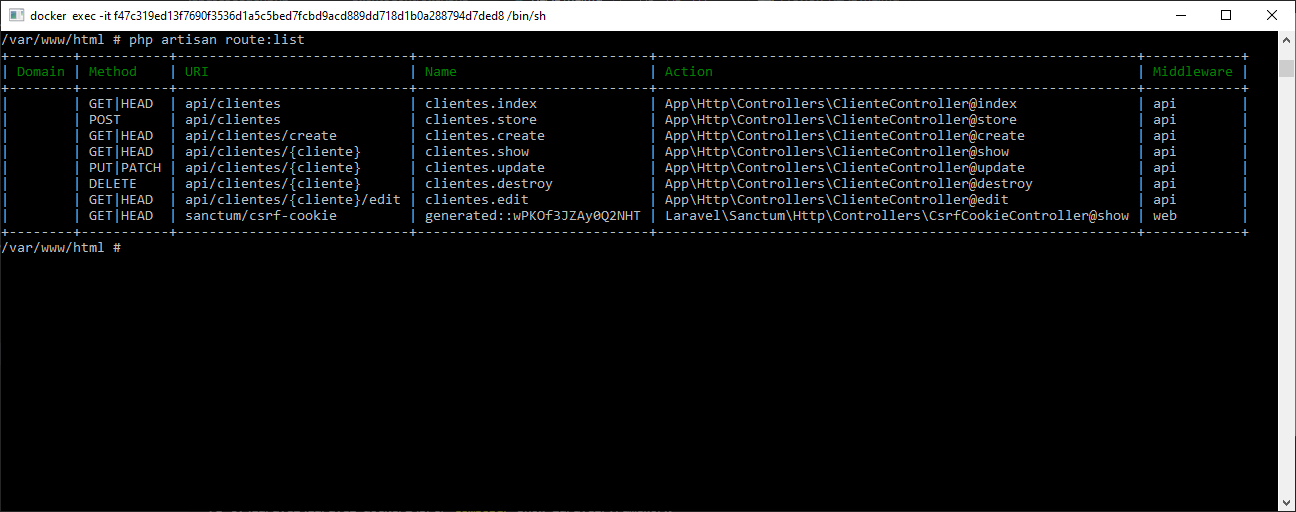 docker exec -it f47c319ed13f7690f3536d1a5c5bed7fcbd9acd889dd718d1b0a288794d7ded8 /bin/sh
/var/www/html # php artisan route:list
+--------+-----------+-----------------------------+-----------------------------+------------------------------------------------------------+------------+
| Domain | Method    | URI                         | Name                        | Action                                                     | Middleware |
+--------+-----------+-----------------------------+-----------------------------+------------------------------------------------------------+------------+
|        | GET|HEAD  | api/clientes                | clientes.index              | App\Http\Controllers\ClienteController@index               | api        |
|        | POST      | api/clientes                | clientes.store              | App\Http\Controllers\ClienteController@store               | api        |
|        | GET|HEAD  | api/clientes/create         | clientes.create             | App\Http\Controllers\ClienteController@create              | api        |
|        | GET|HEAD  | api/clientes/{cliente}      | clientes.show               | App\Http\Controllers\ClienteController@show                | api        |
|        | PUT|PATCH | api/clientes/{cliente}      | clientes.update             | App\Http\Controllers\ClienteController@update              | api        |
|        | DELETE    | api/clientes/{cliente}      | clientes.destroy            | App\Http\Controllers\ClienteController@destroy             | api        |
|        | GET|HEAD  | api/clientes/{cliente}/edit | clientes.edit               | App\Http\Controllers\ClienteController@edit                | api        |
|        | GET|HEAD  | sanctum/csrf-cookie         | generated::wPKOf3JZAy0Q2NHT | Laravel\Sanctum\Http\Controllers\CsrfCookieController@show | web        |
+--------+-----------+-----------------------------+-----------------------------+------------------------------------------------------------+------------+
/var/www/html #